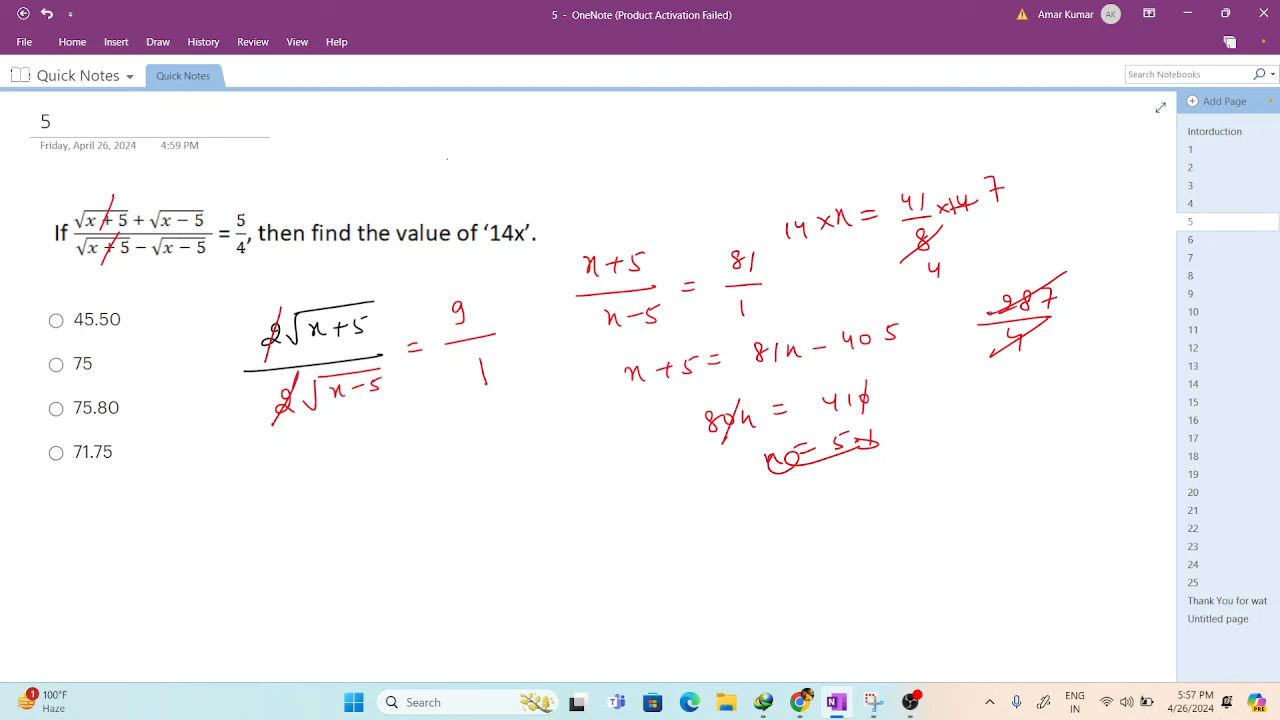 5 - OneNote (Product Activation Failed)
Amar Kumar
AK
File Home Insert Draw History Review View Help
Quick Notes
Quick Notes
Search Notebooks
5
Friday, April 26, 2024 4:59 PM
If (√(x + 5) + √(x − 5))/(√(x + 5) − √(x − 5)) = 5/4, then find the value of ‘14x’.
45.50
75
75.80
71.75
2√(x+5) / 2√(x-5) = 9/1
x+5 / x-5 = 81/1
x+5 = 81x - 405
80x = 410
14 × x = 41/8 × 14 7
4
287/4
Add Page
Intorduction
1
2
3
4
5
6
7
8
9
10
11
12
13
14
15
16
17
18
19
20
21
22
23
24
25
Thank You for wat
Untitled page
1
100°F
Haze
Search
ENG
IN
5:57 PM
4/26/2024